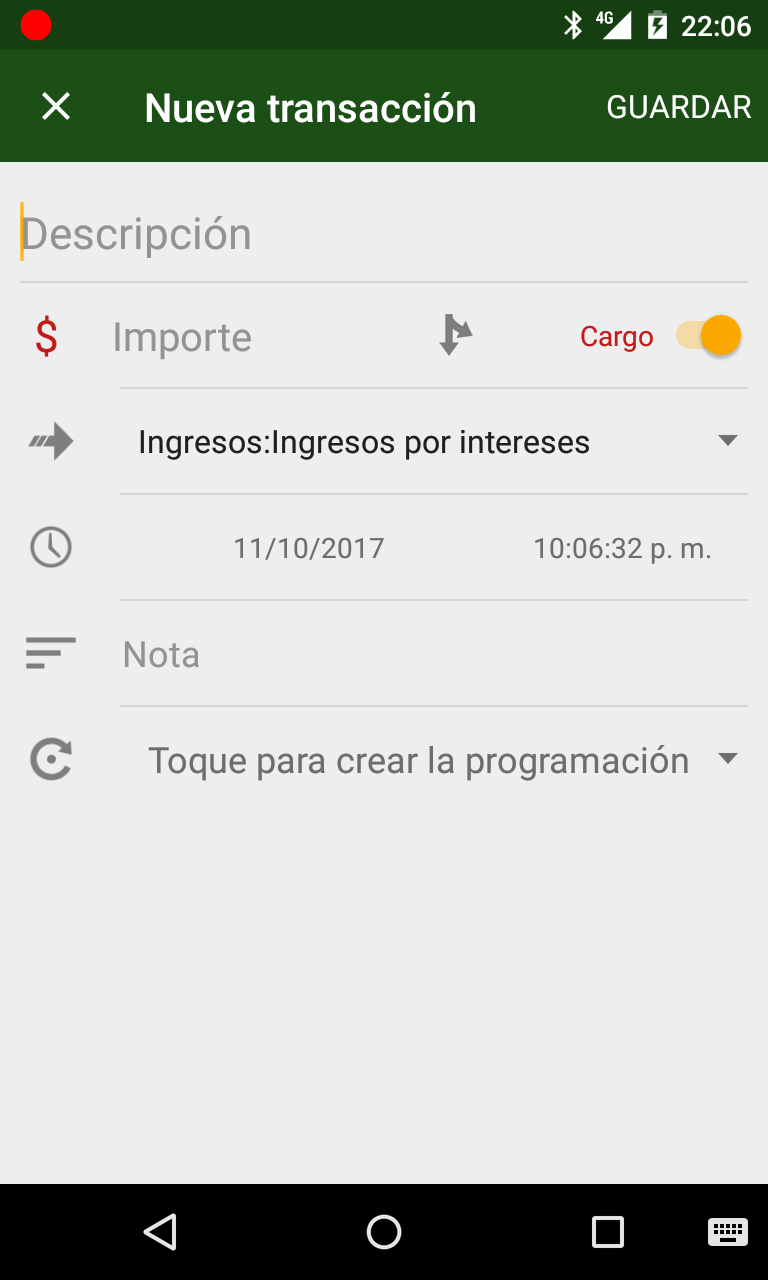 4G 22:06
Nueva transacción GUARDAR
Descripción
$ Importe Cargo
Ingresos:Ingresos por intereses
11/10/2017 10:06:32 p. m.
Nota
Toque para crear la programación